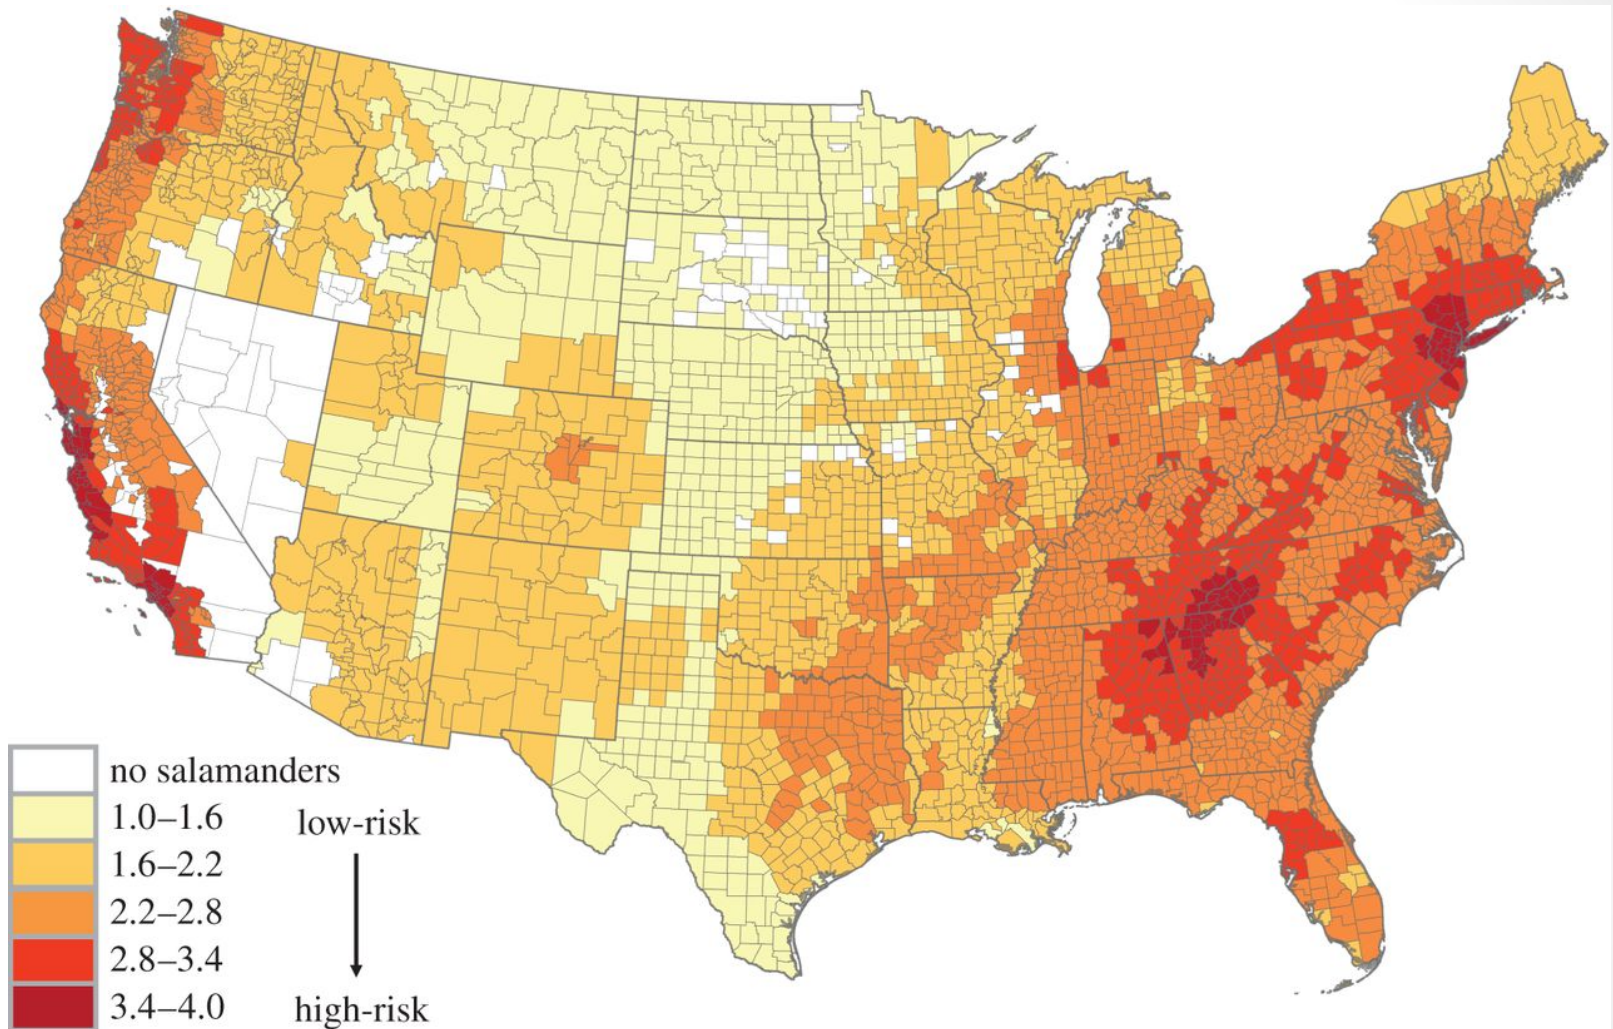 no salamanders
1.0–1.6
low-risk
1.6–2.2
2.2–2.8
2.8–3.4
3.4–4.0
high-risk